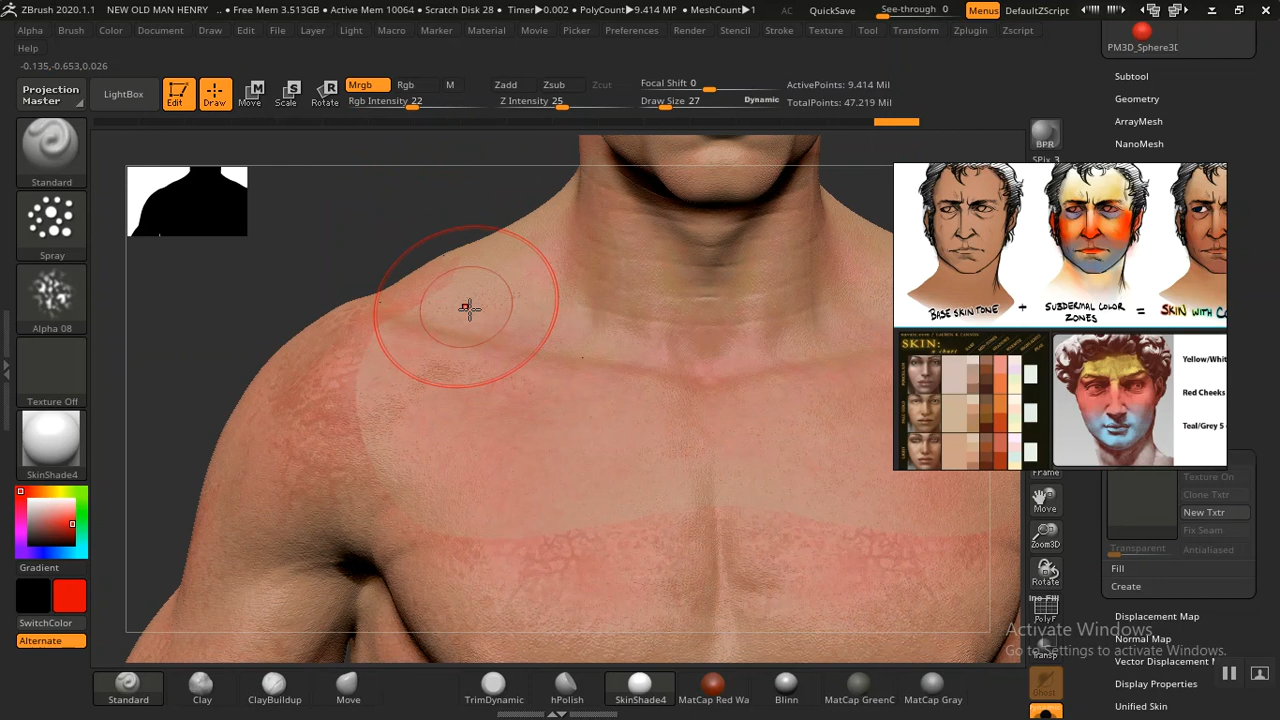 ZBrush 2020.1.1 NEW OLD MAN HENRY .. • Free Mem 3.513GB • Active Mem 10064 • Scratch Disk 28 • Timer▶0.002 • PolyCount▶9.414 MP • MeshCount▶1 AC QuickSave See-through 0 Menus DefaultZScript
Alpha Brush Color Document Draw Edit File Layer Light Macro Marker Material Movie Picker Preferences Render Stencil Stroke Texture Tool Transform Zplugin Zscript
Help
-0.135,-0.653,0.026
Projection Master
LightBox
Edit Draw Move Scale Rotate
Mrgb Rgb M
Rgb Intensity 22
Zadd Zsub Zcut
Z Intensity 25
Focal Shift 0
Draw Size 27 Dynamic
ActivePoints: 9.414 Mil
TotalPoints: 47.219 Mil
Standard
Spray
Alpha 08
Texture Off
SkinShade4
Gradient
SwitchColor
Alternate
PM3D_Sphere3D
Subtool
Geometry
ArrayMesh
NanoMesh
BPR
SPix 3
BASE SKIN TONE + SUBDERMAL COLOR ZONES = SKIN WITH
SKIN:
Yellow/Whit
Red Cheeks
Teal/Grey 5
Frame
Move
Zoom3D
Rotate
PolyF
Transp
Ghost
Texture On
Clone Txtr
New Txtr
Fix Seam
Transparent Antialiased
Fill
Create
Displacement Map
Normal Map
Vector Displacement
Display Properties
Unified Skin
Activate Windows
Go to Settings to activate Windows.
Standard Clay ClayBuildup Move TrimDynamic hPolish SkinShade4 MatCap Red Wa Blinn MatCap GreenC MatCap Gray